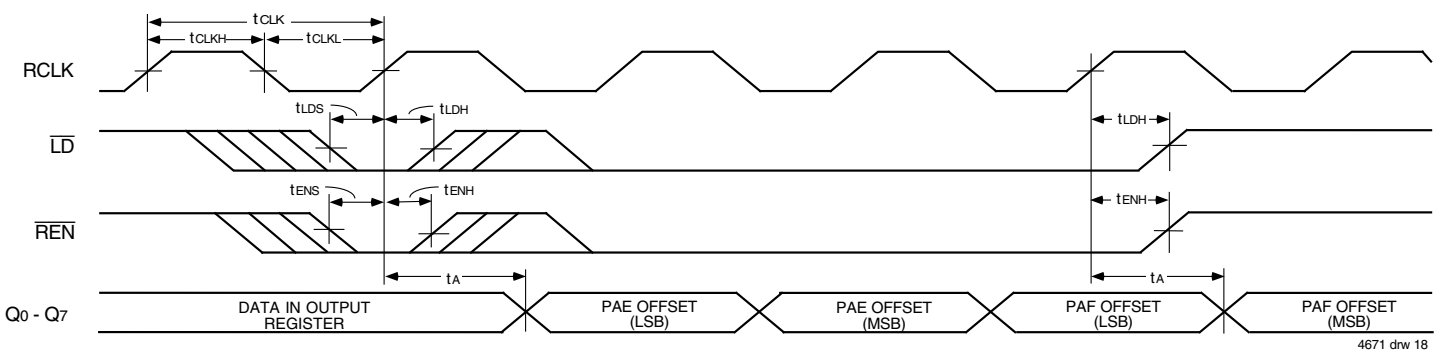 tCLK
tCLKH
tCLKL
RCLK
tLDS
tLDH
tLDH
LD
tENS
tENH
tENH
REN
tA
tA
Q0 - Q7
DATA IN OUTPUT
REGISTER
PAE OFFSET
(LSB)
PAE OFFSET
(MSB)
PAF OFFSET
(LSB)
PAF OFFSET
(MSB)
4671 drw 18